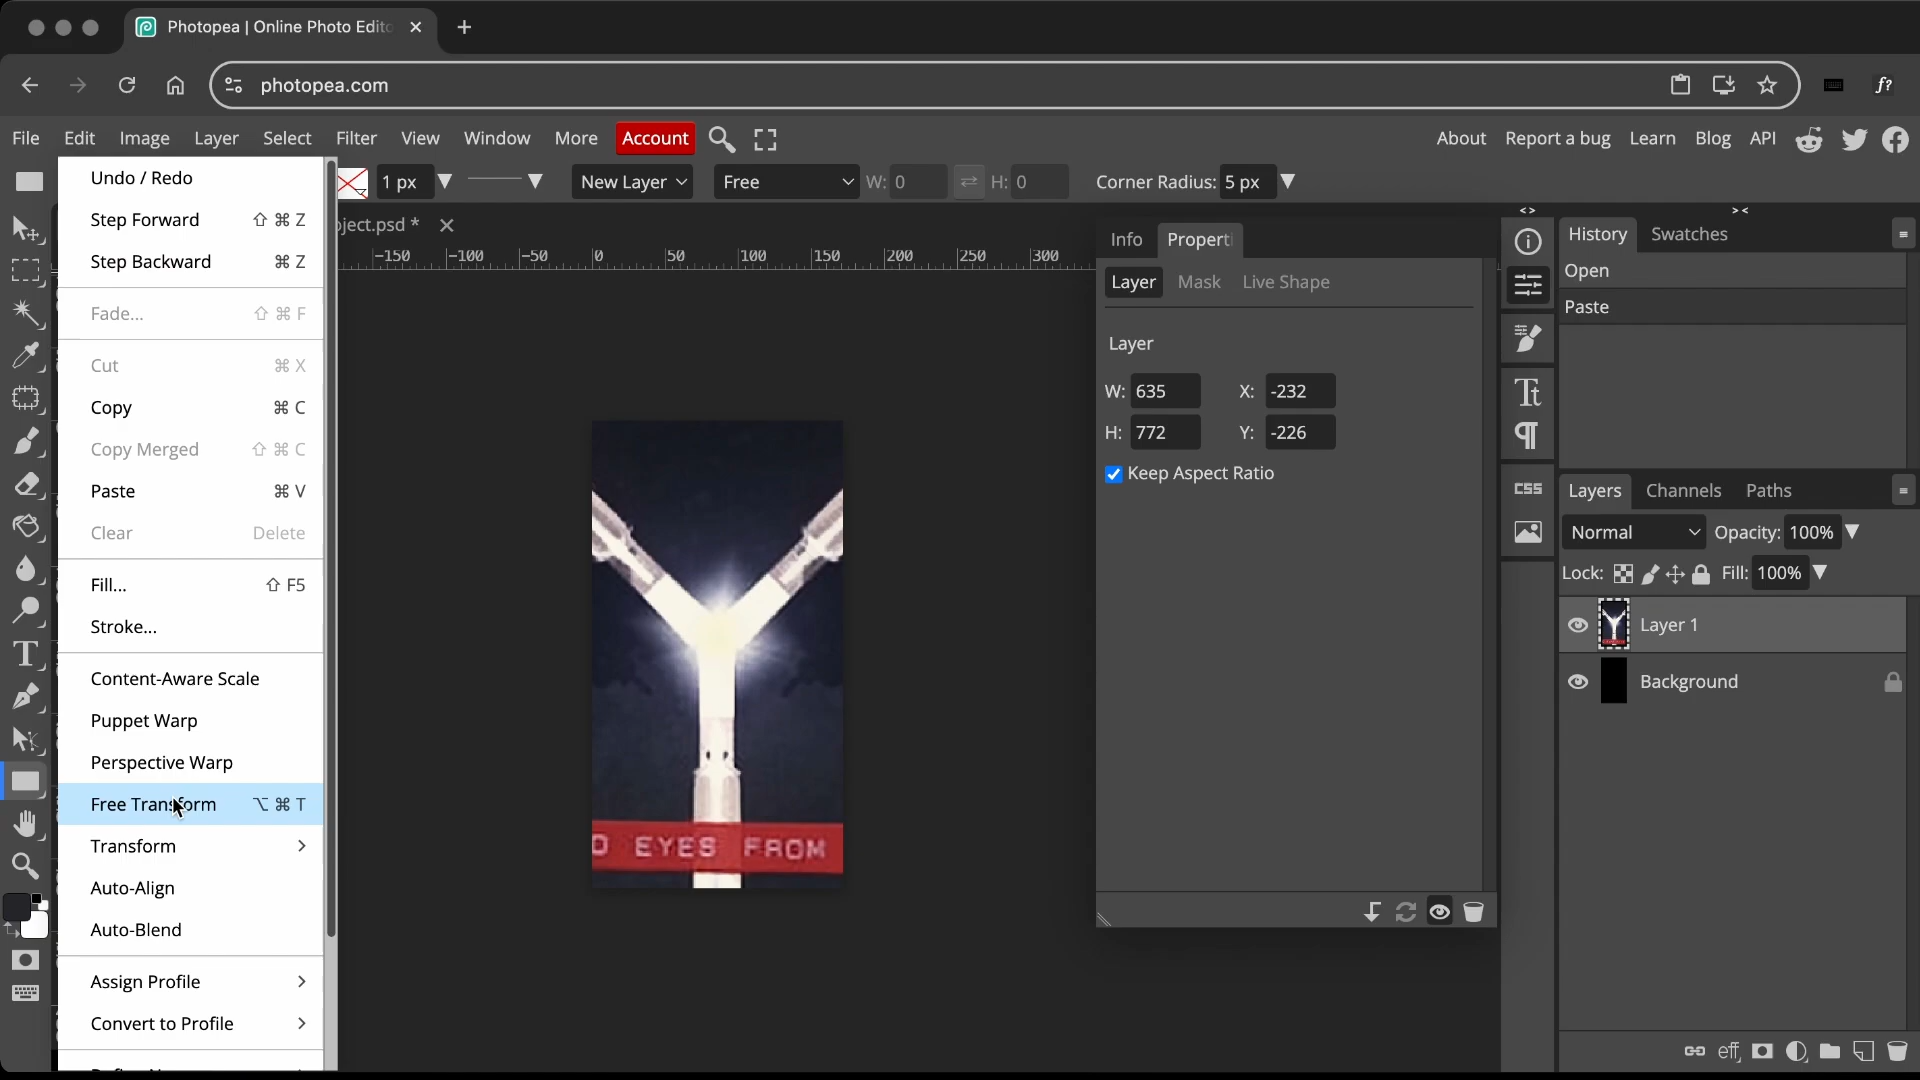 Photopea | Online Photo Edito
photopea.com
f?
File Edit Image Layer Select Filter View Window More Account About Report a bug Learn Blog API
1 px New Layer Free W: 0 H: 0 Corner Radius: 5 px
Undo / Redo
Step Forward ⇧ ⌘ Z
Step Backward ⌘ Z
Fade... ⇧ ⌘ F
Cut ⌘ X
Copy ⌘ C
Copy Merged ⇧ ⌘ C
Paste ⌘ V
Clear Delete
Fill... ⇧ F5
Stroke...
Content-Aware Scale
Puppet Warp
Perspective Warp
Free Transform ⌥ ⌘ T
Transform
Auto-Align
Auto-Blend
Assign Profile
Convert to Profile
oject.psd *
-150 -100 -50 0 50 100 150 200 250 300
O EYES FROM
Info Properti
Layer Mask Live Shape
Layer
W: 635 X: -232
H: 772 Y: -226
Keep Aspect Ratio
CSS
History Swatches
Open
Paste
Layers Channels Paths
Normal Opacity: 100%
Lock: Fill: 100%
Layer 1
Background
eff